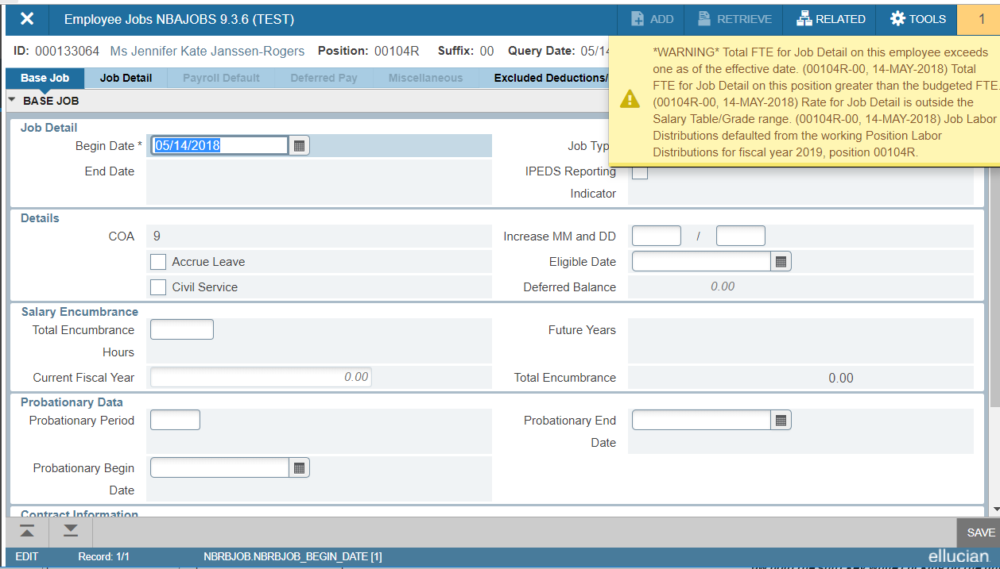 Employee Jobs NBAJOBS 9.3.6 (TEST)
ADD
RETRIEVE
RELATED
TOOLS
1
ID: 000133064 Ms Jennifer Kate Janssen-Rogers Position: 00104R Suffix: 00 Query Date: 05/14
*WARNING* Total FTE for Job Detail on this employee exceeds
one as of the effective date. (00104R-00, 14-MAY-2018) Total
FTE for Job Detail on this position greater than the budgeted FTE.
(00104R-00, 14-MAY-2018) Rate for Job Detail is outside the
Salary Table/Grade range. (00104R-00, 14-MAY-2018) Job Labor
Distributions defaulted from the working Position Labor
Distributions for fiscal year 2019, position 00104R.
Base Job
Job Detail
Payroll Default
Deferred Pay
Miscellaneous
Excluded Deductions/
BASE JOB
Job Detail
Begin Date * 05/14/2018
Job Typ
End Date
IPEDS Reporting
Indicator
Details
COA 9
Increase MM and DD /
Accrue Leave
Eligible Date
Civil Service
Deferred Balance 0.00
Salary Encumbrance
Total Encumbrance
Hours
Future Years
Current Fiscal Year 0.00
Total Encumbrance 0.00
Probationary Data
Probationary Period
Probationary End
Date
Probationary Begin
Date
Contract Information
SAVE
EDIT
Record: 1/1
NBRBJOB.NBRBJOB_BEGIN_DATE [1]
ellucian